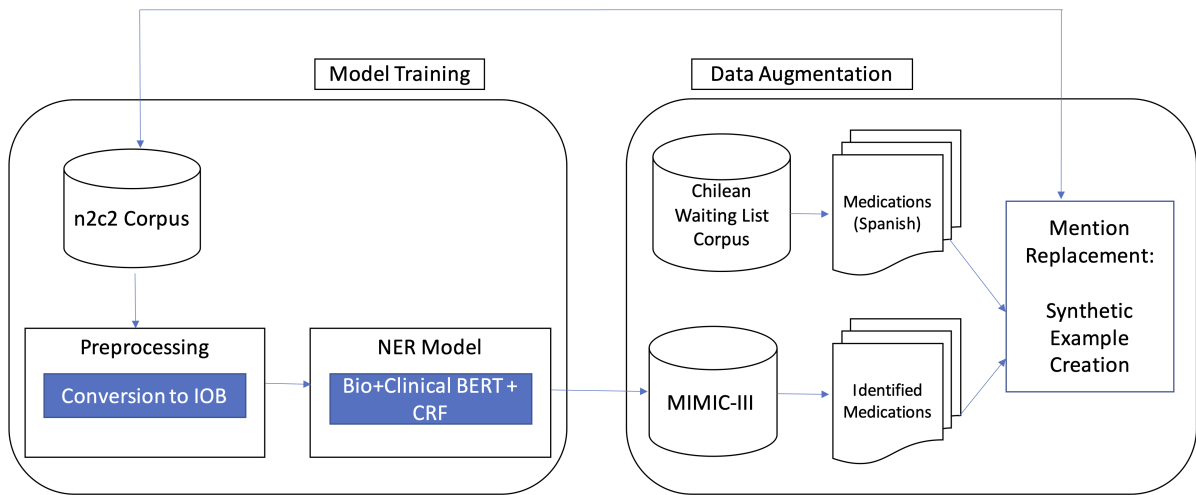 Model Training
n2c2 Corpus
Preprocessing
Conversion to IOB
NER Model
Bio+Clinical BERT +
CRF
Data Augmentation
Chilean
Waiting List
Corpus
Medications
(Spanish)
MIMIC-III
Identified
Medications
Mention
Replacement:
Synthetic
Example
Creation